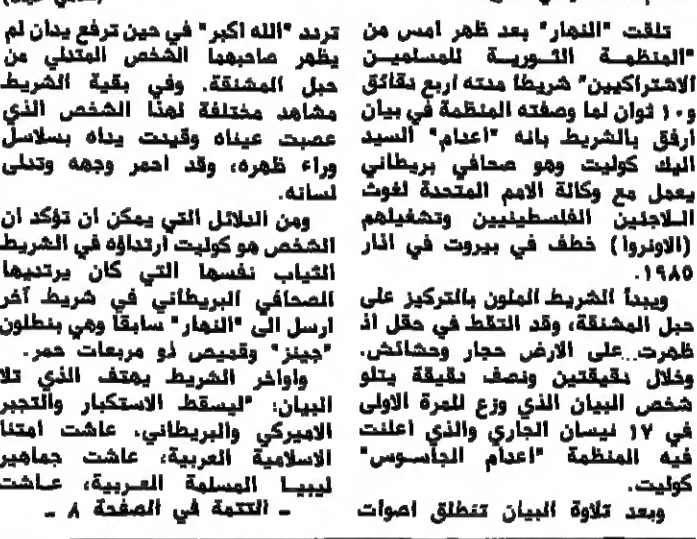 تلقت "النهار" بعد ظهر امس من
"المنظمة الثورية للمسلمين
الاشتراكيين" شريطا مدته اربع دقائق
و١٠ ثوان لما وصفته المنظمة في بيان
ارفق بالشريط بانه "اعدام" السيد
اليك كوليت وهو صحافي بريطاني
يعمل مع وكالة الامم المتحدة لغوث
اللاجئين الفلسطينيين وتشغيلهم
(الاونروا) خطف في بيروت في اذار
١٩٨٥.
ويبدأ الشريط الملون بالتركيز على
حبل المشنقة، وقد التقط في حقل اذ
ظهرت على الارض حجار وحشائش.
وخلال دقيقتين ونصف دقيقة يتلو
شخص البيان الذي وزع للمرة الاولى
في ١٧ نيسان الجاري والذي اعلنت
فيه المنظمة "اعدام الجاسوس"
كوليت.
وبعد تلاوة البيان تنطلق اصوات
تردد "الله اكبر" في حين ترفع يدان لم
يظهر صاحبهما الشخص المتدلي من
حبل المشنقة. وفي بقية الشريط
مشاهد مختلفة لهذا الشخص الذي
عصبت عيناه وقيدت يداه بسلاسل
وراء ظهره، وقد احمر وجهه وتدلى
لسانه.
ومن الدلائل التي يمكن ان تؤكد ان
الشخص هو كوليت ارتداؤه في الشريط
الثياب نفسها التي كان يرتديها
الصحافي البريطاني في شريط آخر
ارسل الى "النهار" سابقا وهي بنطلون
"جينز" وقميص ذو مربعات حمر.
واواخر الشريط يهتف الذي تلا
البيان: "ليسقط الاستكبار والتجبر
الاميركي والبريطاني. عاشت امتنا
الاسلامية العربية، عاشت جماهير
ليبيا المسلمة العربية، عاشت
ـ التتمة في الصفحة ٨ ـ